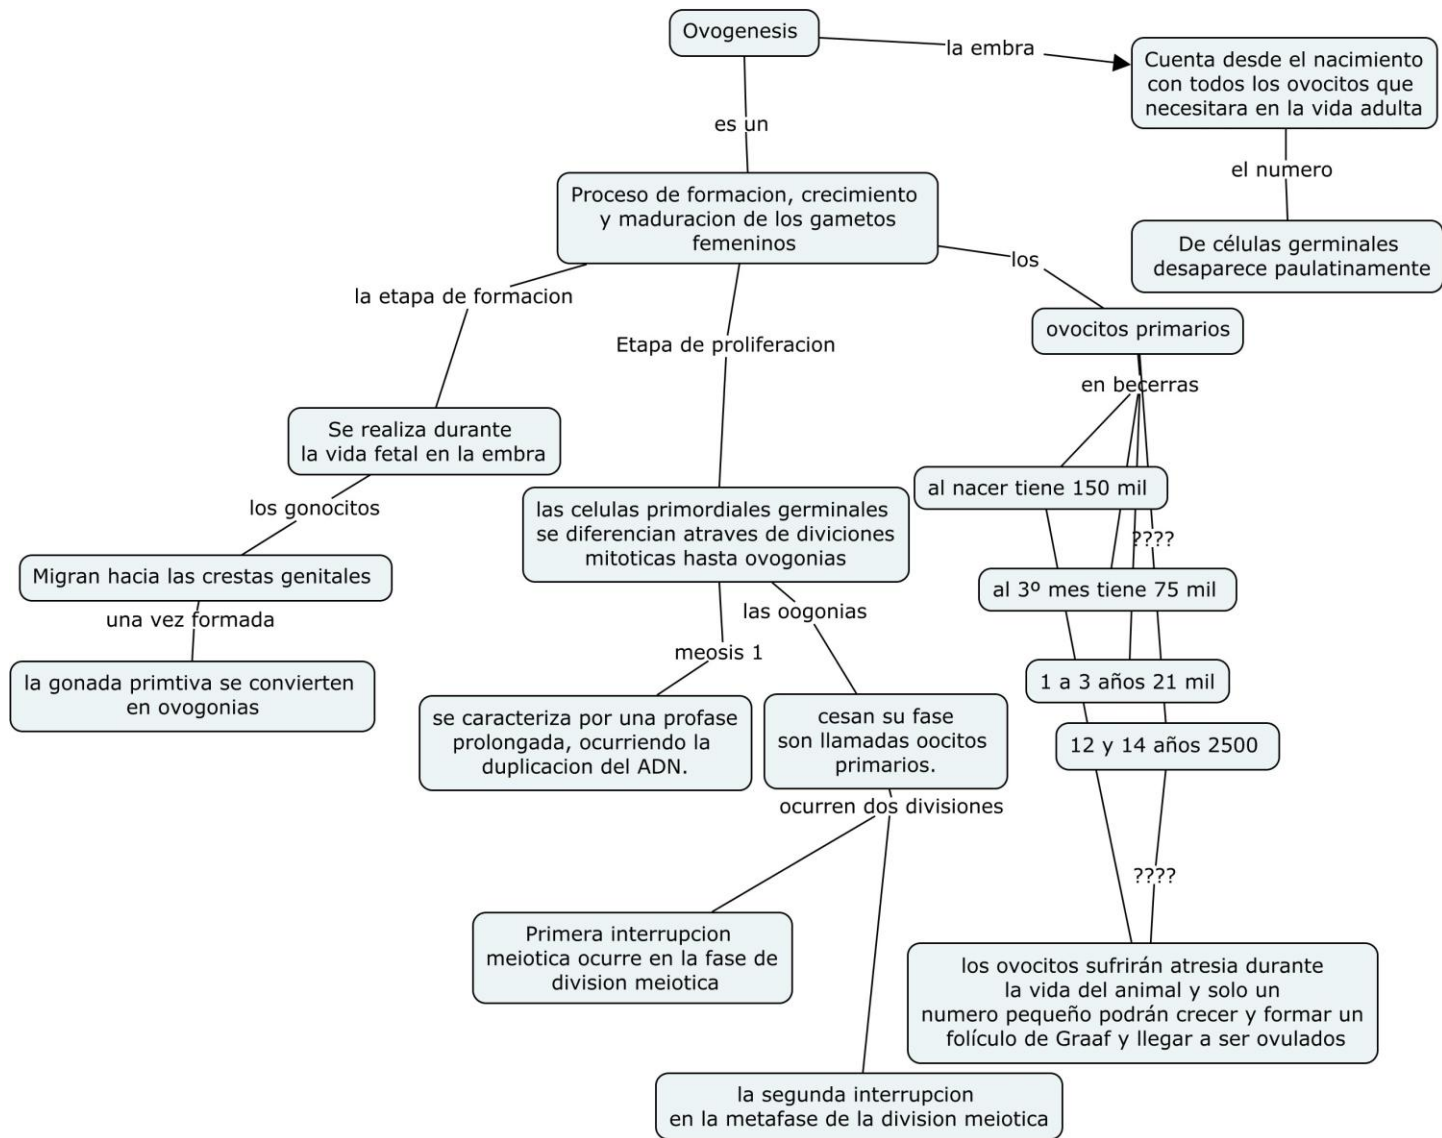 Ovogenesis
la embra
Cuenta desde el nacimiento
con todos los ovocitos que
necesitara en la vida adulta
es un
el numero
Proceso de formacion, crecimiento
y maduracion de los gametos
femeninos
De células germinales
desaparece paulatinamente
los
la etapa de formacion
ovocitos primarios
Etapa de proliferacion
en becerras
Se realiza durante
la vida fetal en la embra
al nacer tiene 150 mil
los gonocitos
las celulas primordiales germinales
se diferencian atraves de diviciones
mitoticas hasta ovogonias
????
Migran hacia las crestas genitales
al 3º mes tiene 75 mil
una vez formada
las oogonias
meosis 1
la gonada primtiva se convierten
en ovogonias
1 a 3 años 21 mil
se caracteriza por una profase
prolongada, ocurriendo la
duplicacion del ADN.
cesan su fase
son llamadas oocitos
primarios.
12 y 14 años 2500
ocurren dos divisiones
????
Primera interrupcion
meiotica ocurre en la fase de
division meiotica
los ovocitos sufrirán atresia durante
la vida del animal y solo un
numero pequeño podrán crecer y formar un
folículo de Graaf y llegar a ser ovulados
la segunda interrupcion
en la metafase de la division meiotica